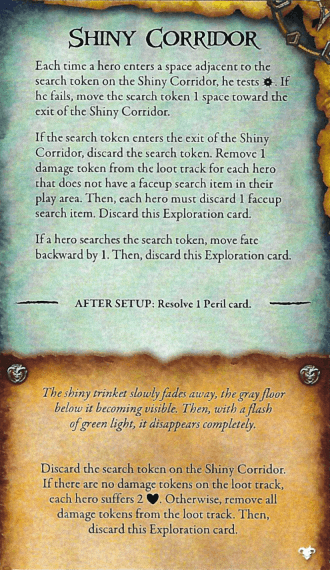 Shiny Corridor
Each time a hero enters a space adjacent to the
search token on the Shiny Corridor, he tests . If
he fails, move the search token 1 space toward the
exit of the Shiny Corridor.
If the search token enters the exit of the Shiny
Corridor, discard the search token. Remove 1
damage token from the loot track for each hero
that does not have a faceup search item in their
play area. Then, each hero must discard 1 faceup
search item. Discard this Exploration card.
If a hero searches the search token, move fate
backward by 1. Then, discard this Exploration card.
AFTER SETUP: Resolve 1 Peril card.
The shiny trinket slowly fades away, the gray floor
below it becoming visible. Then, with a flash
of green light, it disappears completely.
Discard the search token on the Shiny Corridor.
If there are no damage tokens on the loot track,
each hero suffers 2 ♥. Otherwise, remove all
damage tokens from the loot track. Then,
discard this Exploration card.